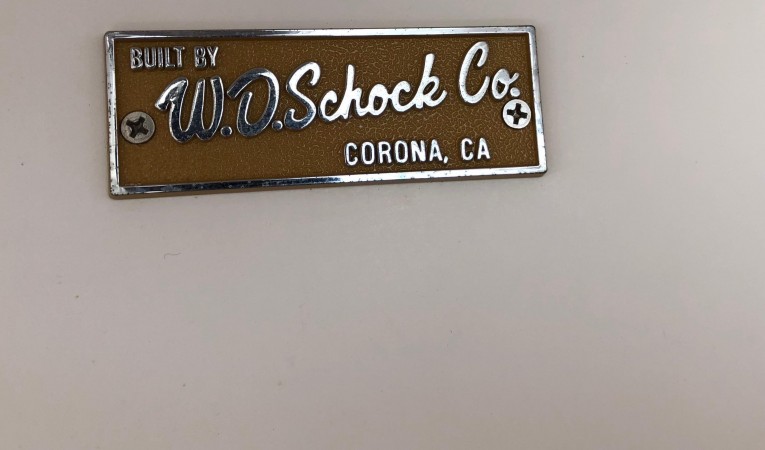 BUILT BY
W.D.Schock Co.
CORONA, CA